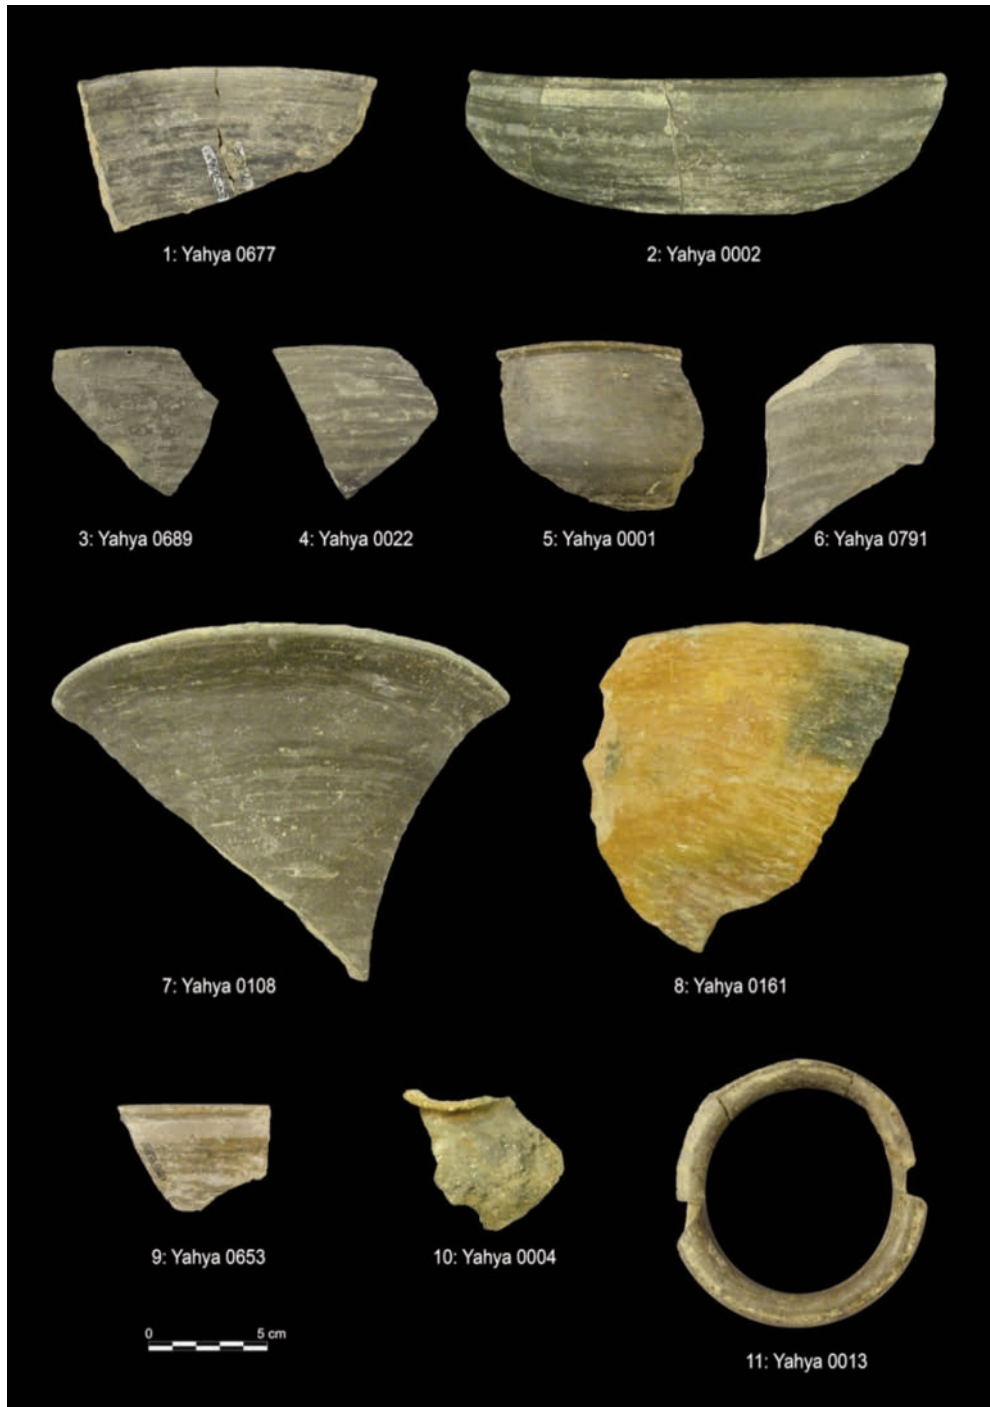 1: Yahya 0677
2: Yahya 0002
3: Yahya 0689
4: Yahya 0022
5: Yahya 0001
6: Yahya 0791
7: Yahya 0108
8: Yahya 0161
9: Yahya 0653
10: Yahya 0004
0 5 cm
11: Yahya 0013